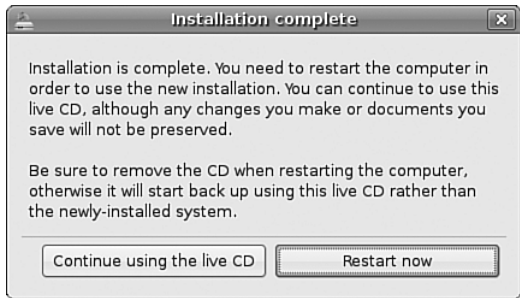 Installation complete
Installation is complete. You need to restart the computer in
order to use the new installation. You can continue to use this
live CD, although any changes you make or documents you
save will not be preserved.
Be sure to remove the CD when restarting the computer,
otherwise it will start back up using this live CD rather than
the newly-installed system.
Continue using the live CD
Restart now